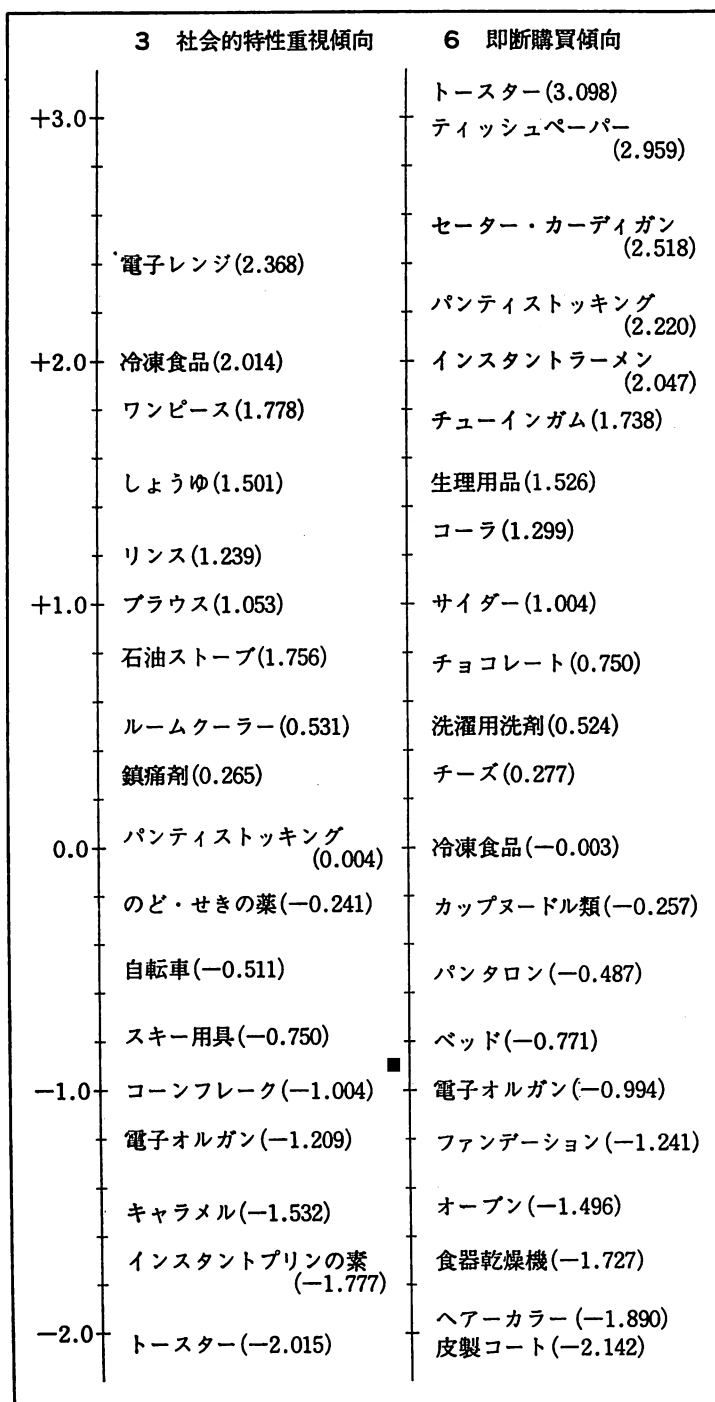 3 社会的特性重視傾向
+3.0
電子レンジ(2.368)
+2.0
冷凍食品(2.014)
ワンピース(1.778)
しょうゆ(1.501)
リンス(1.239)
+1.0
ブラウス(1.053)
石油ストーブ(1.756)
ルームクーラー(0.531)
鎮痛剤(0.265)
パンティストッキング
0.0
(0.004)
のど・せきの薬(−0.241)
自転車(−0.511)
スキー用具(−0.750)
−1.0
コーンフレーク(−1.004)
電子オルガン(−1.209)
キャラメル(−1.532)
インスタントプリンの素
(−1.777)
−2.0
トースター(−2.015)
6 即断購買傾向
トースター(3.098)
ティッシュペーパー
(2.959)
セーター・カーディガン
(2.518)
パンティストッキング
(2.220)
インスタントラーメン
(2.047)
チューインガム(1.738)
生理用品(1.526)
コーラ(1.299)
サイダー(1.004)
チョコレート(0.750)
洗濯用洗剤(0.524)
チーズ(0.277)
冷凍食品(−0.003)
カップヌードル類(−0.257)
パンタロン(−0.487)
ベッド(−0.771)
電子オルガン(−0.994)
ファンデーション(−1.241)
オーブン(−1.496)
食器乾燥機(−1.727)
ヘアーカラー(−1.890)
皮製コート(−2.142)